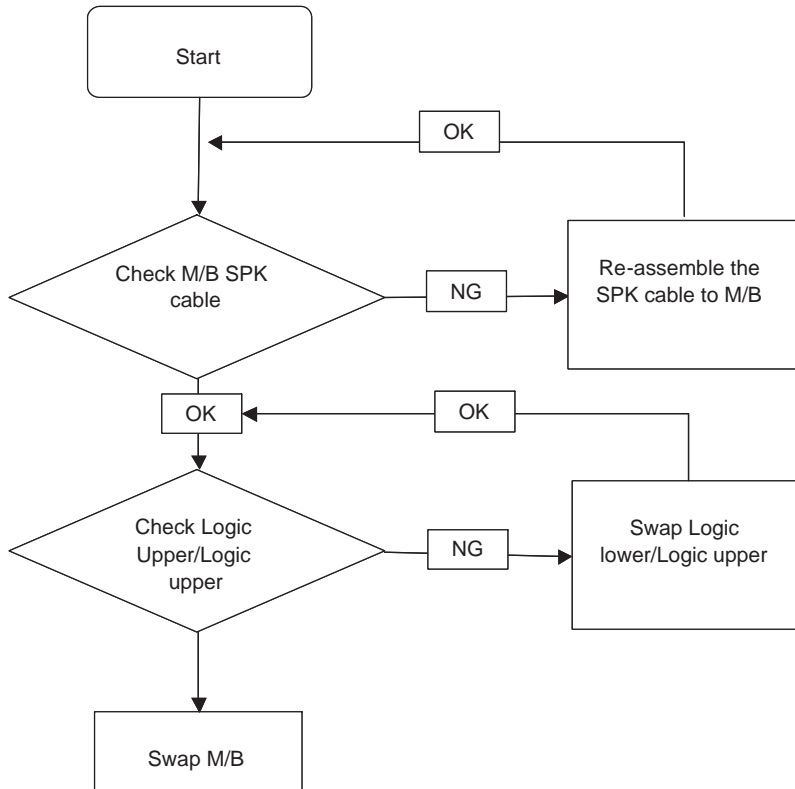 Start
OK
Check M/B SPK
cable
NG
Re-assemble the
SPK cable to M/B
OK
OK
Check Logic
Upper/Logic
upper
NG
Swap Logic
lower/Logic upper
Swap M/B